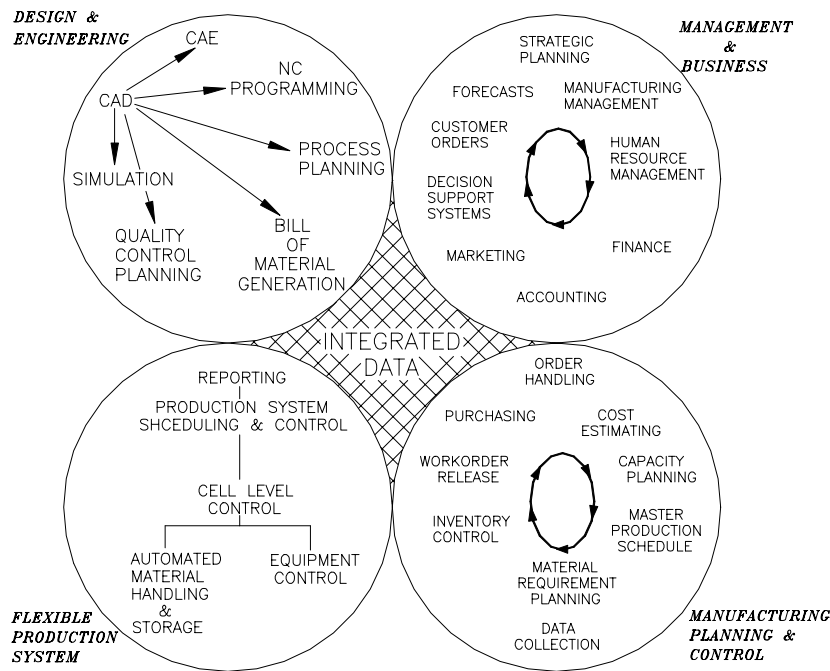 DESIGN &
ENGINEERING
CAE
NC
PROGRAMMING
CAD
PROCESS
PLANNING
SIMULATION
QUALITY
CONTROL
PLANNING
BILL
OF
MATERIAL
GENERATION
MANAGEMENT
&
BUSINESS
STRATEGIC
PLANNING
FORECASTS
MANUFACTURING
MANAGEMENT
CUSTOMER
ORDERS
HUMAN
RESOURCE
MANAGEMENT
DECISION
SUPPORT
SYSTEMS
MARKETING
FINANCE
ACCOUNTING
INTEGRATED
DATA
REPORTING
PRODUCTION SYSTEM
SHCEDULING & CONTROL
CELL LEVEL
CONTROL
AUTOMATED
MATERIAL
HANDLING
&
STORAGE
EQUIPMENT
CONTROL
FLEXIBLE
PRODUCTION
SYSTEM
ORDER
HANDLING
PURCHASING
COST
ESTIMATING
WORKORDER
RELEASE
CAPACITY
PLANNING
INVENTORY
CONTROL
MASTER
PRODUCTION
SCHEDULE
MATERIAL
REQUIREMENT
PLANNING
DATA
COLLECTION
MANUFACTURING
PLANNING &
CONTROL